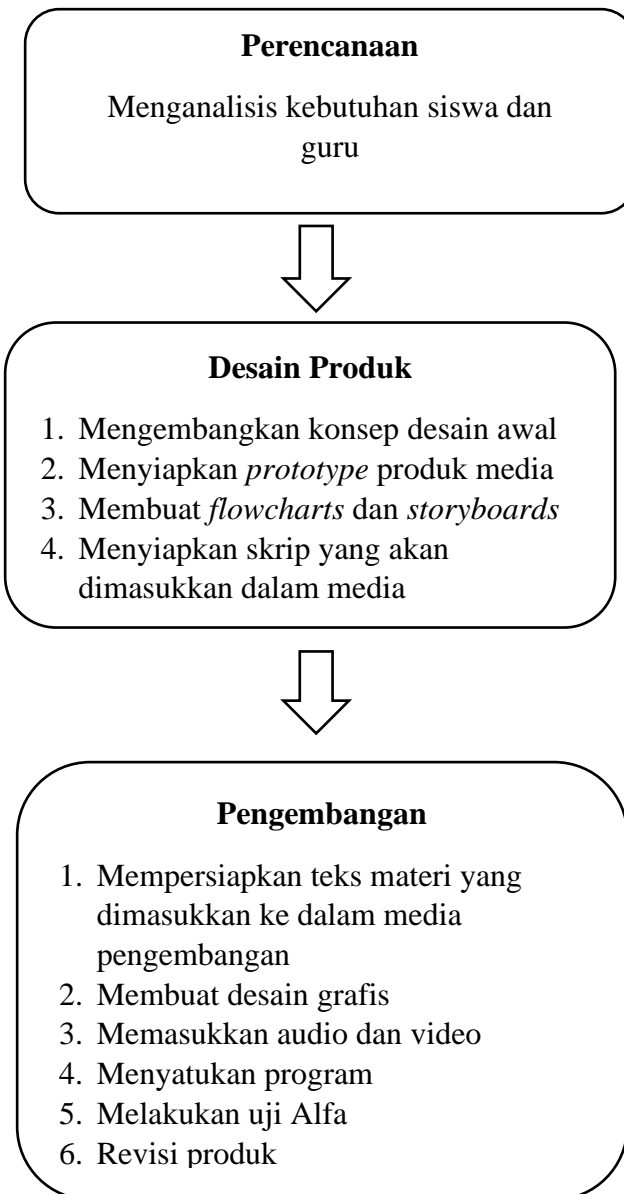 Perencanaan
Menganalisis kebutuhan siswa dan
guru
Desain Produk
1. Mengembangkan konsep desain awal
2. Menyiapkan prototype produk media
3. Membuat flowcharts dan storyboards
4. Menyiapkan skrip yang akan
dimasukkan dalam media
Pengembangan
1. Mempersiapkan teks materi yang
dimasukkan ke dalam media
pengembangan
2. Membuat desain grafis
3. Memasukkan audio dan video
4. Menyatukan program
5. Melakukan uji Alfa
6. Revisi produk